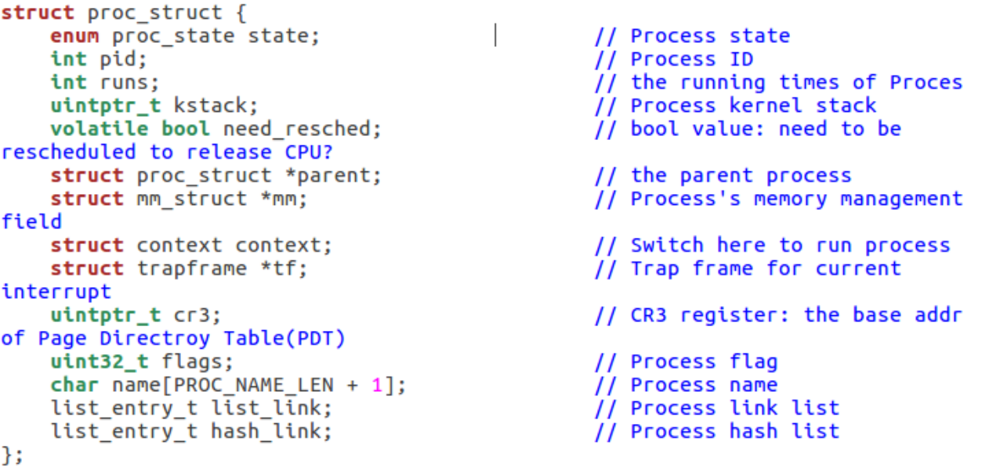 struct proc_struct {
    enum proc_state state;                      // Process state
    int pid;                                    // Process ID
    int runs;                                   // the running times of Proces
    uintptr_t kstack;                           // Process kernel stack
    volatile bool need_resched;                 // bool value: need to be
rescheduled to release CPU?
    struct proc_struct *parent;                 // the parent process
    struct mm_struct *mm;                       // Process's memory management
field
    struct context context;                     // Switch here to run process
    struct trapframe *tf;                       // Trap frame for current
interrupt
    uintptr_t cr3;                              // CR3 register: the base addr
of Page Directroy Table(PDT)
    uint32_t flags;                             // Process flag
    char name[PROC_NAME_LEN + 1];               // Process name
    list_entry_t list_link;                     // Process link list
    list_entry_t hash_link;                     // Process hash list
};